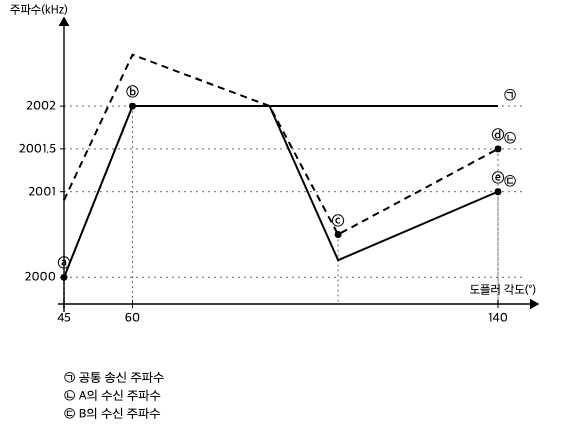 주파수(kHz)
ⓑ
㉠
2002
ⓓ㉡
2001.5
ⓔ㉢
2001
ⓒ
ⓐ
2000
도플러 각도(°)
45 60 140
㉠ 공통 송신 주파수
㉡ A의 수신 주파수
㉢ B의 수신 주파수